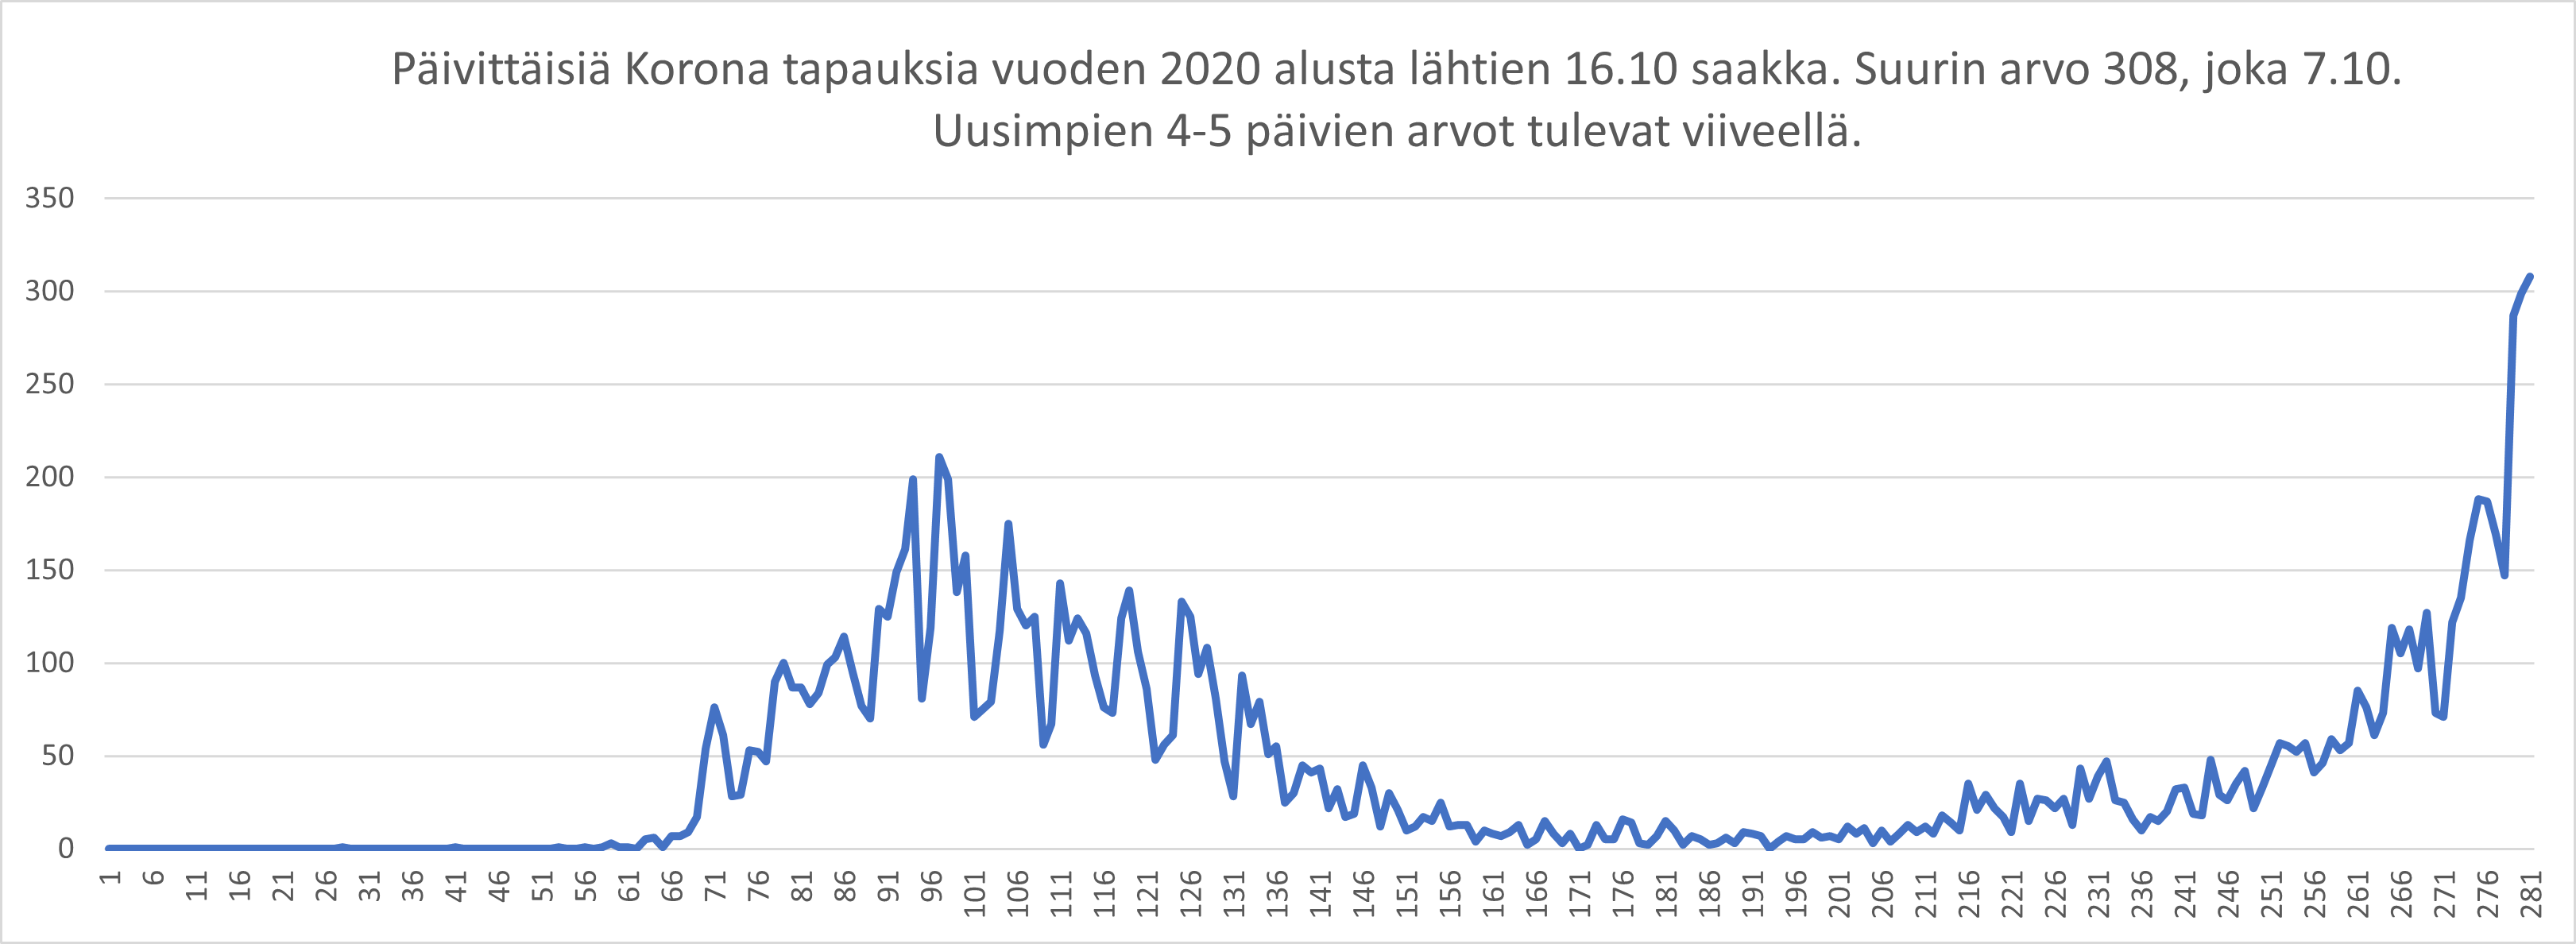 Päivittäisiä Korona tapauksia vuoden 2020 alusta lähtien 16.10 saakka. Suurin arvo 308, joka 7.10.
Uusimpien 4-5 päivien arvot tulevat viiveellä.
350
300
250
200
150
100
50
0
1 6 11 16 21 26 31 36 41 46 51 56 61 66 71 76 81 86 91 96 101 106 111 116 121 126 131 136 141 146 151 156 161 166 171 176 181 186 191 196 201 206 211 216 221 226 231 236 241 246 251 256 261 266 271 276 281